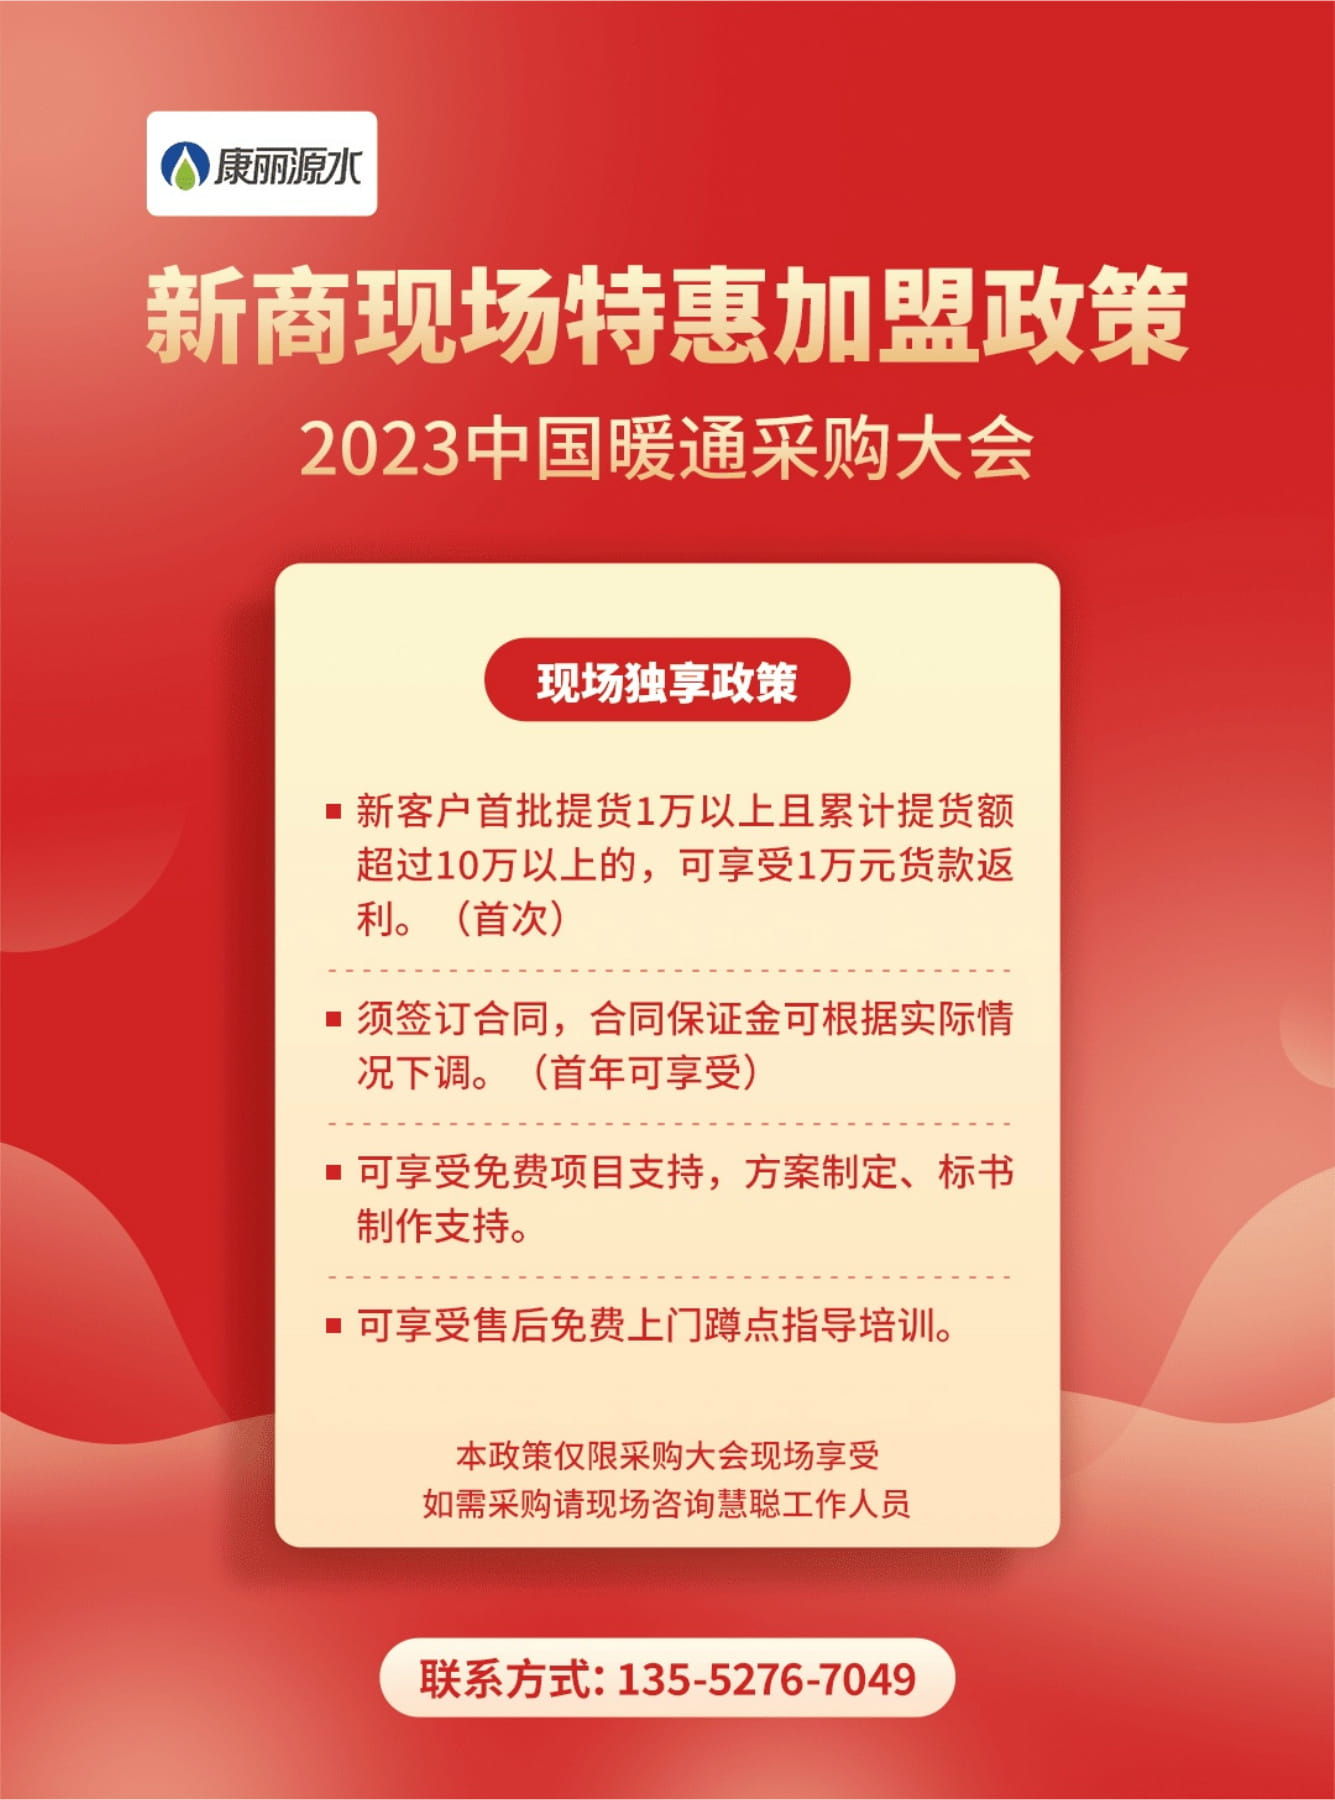 康丽源水
新商现场特惠加盟政策
2023中国暖通采购大会
现场独享政策
新客户首批提货1万以上且累计提货额
超过10万以上的，可享受1万元货款返
利。（首次）
须签订合同，合同保证金可根据实际情
况下调。（首年可享受）
可享受免费项目支持，方案制定、标书
制作支持。
可享受售后免费上门蹲点指导培训。
本政策仅限采购大会现场享受
如需采购请现场咨询慧聪工作人员
联系方式：135-5276-7049